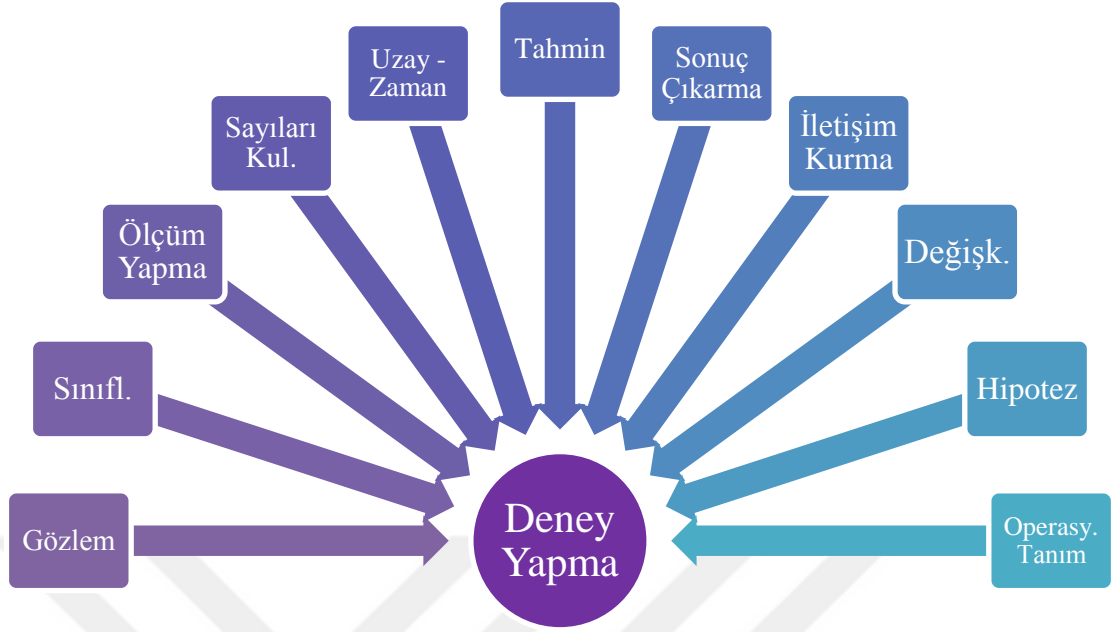 Gözlem
Sınıfl.
Ölçüm
Yapma
Sayıları
Kul.
Uzay -
Zaman
Tahmin
Sonuç
Çıkarma
İletişim
Kurma
Değişk.
Hipotez
Operasy.
Tanım
Deney
Yapma